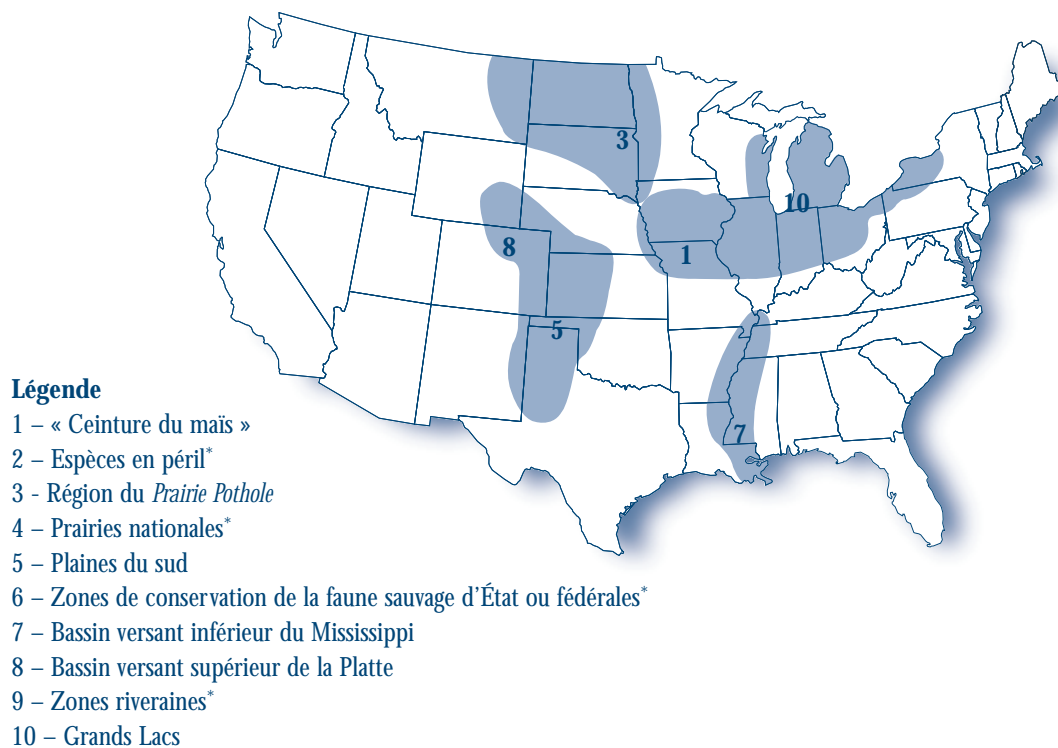 3
10
8
1
5
7
Légende
1 – « Ceinture du maïs »
2 – Espèces en péril*
3 - Région du Prairie Pothole
4 – Prairies nationales*
5 – Plaines du sud
6 – Zones de conservation de la faune sauvage d’État ou fédérales*
7 – Bassin versant inférieur du Mississippi
8 – Bassin versant supérieur de la Platte
9 – Zones riveraines*
10 – Grands Lacs